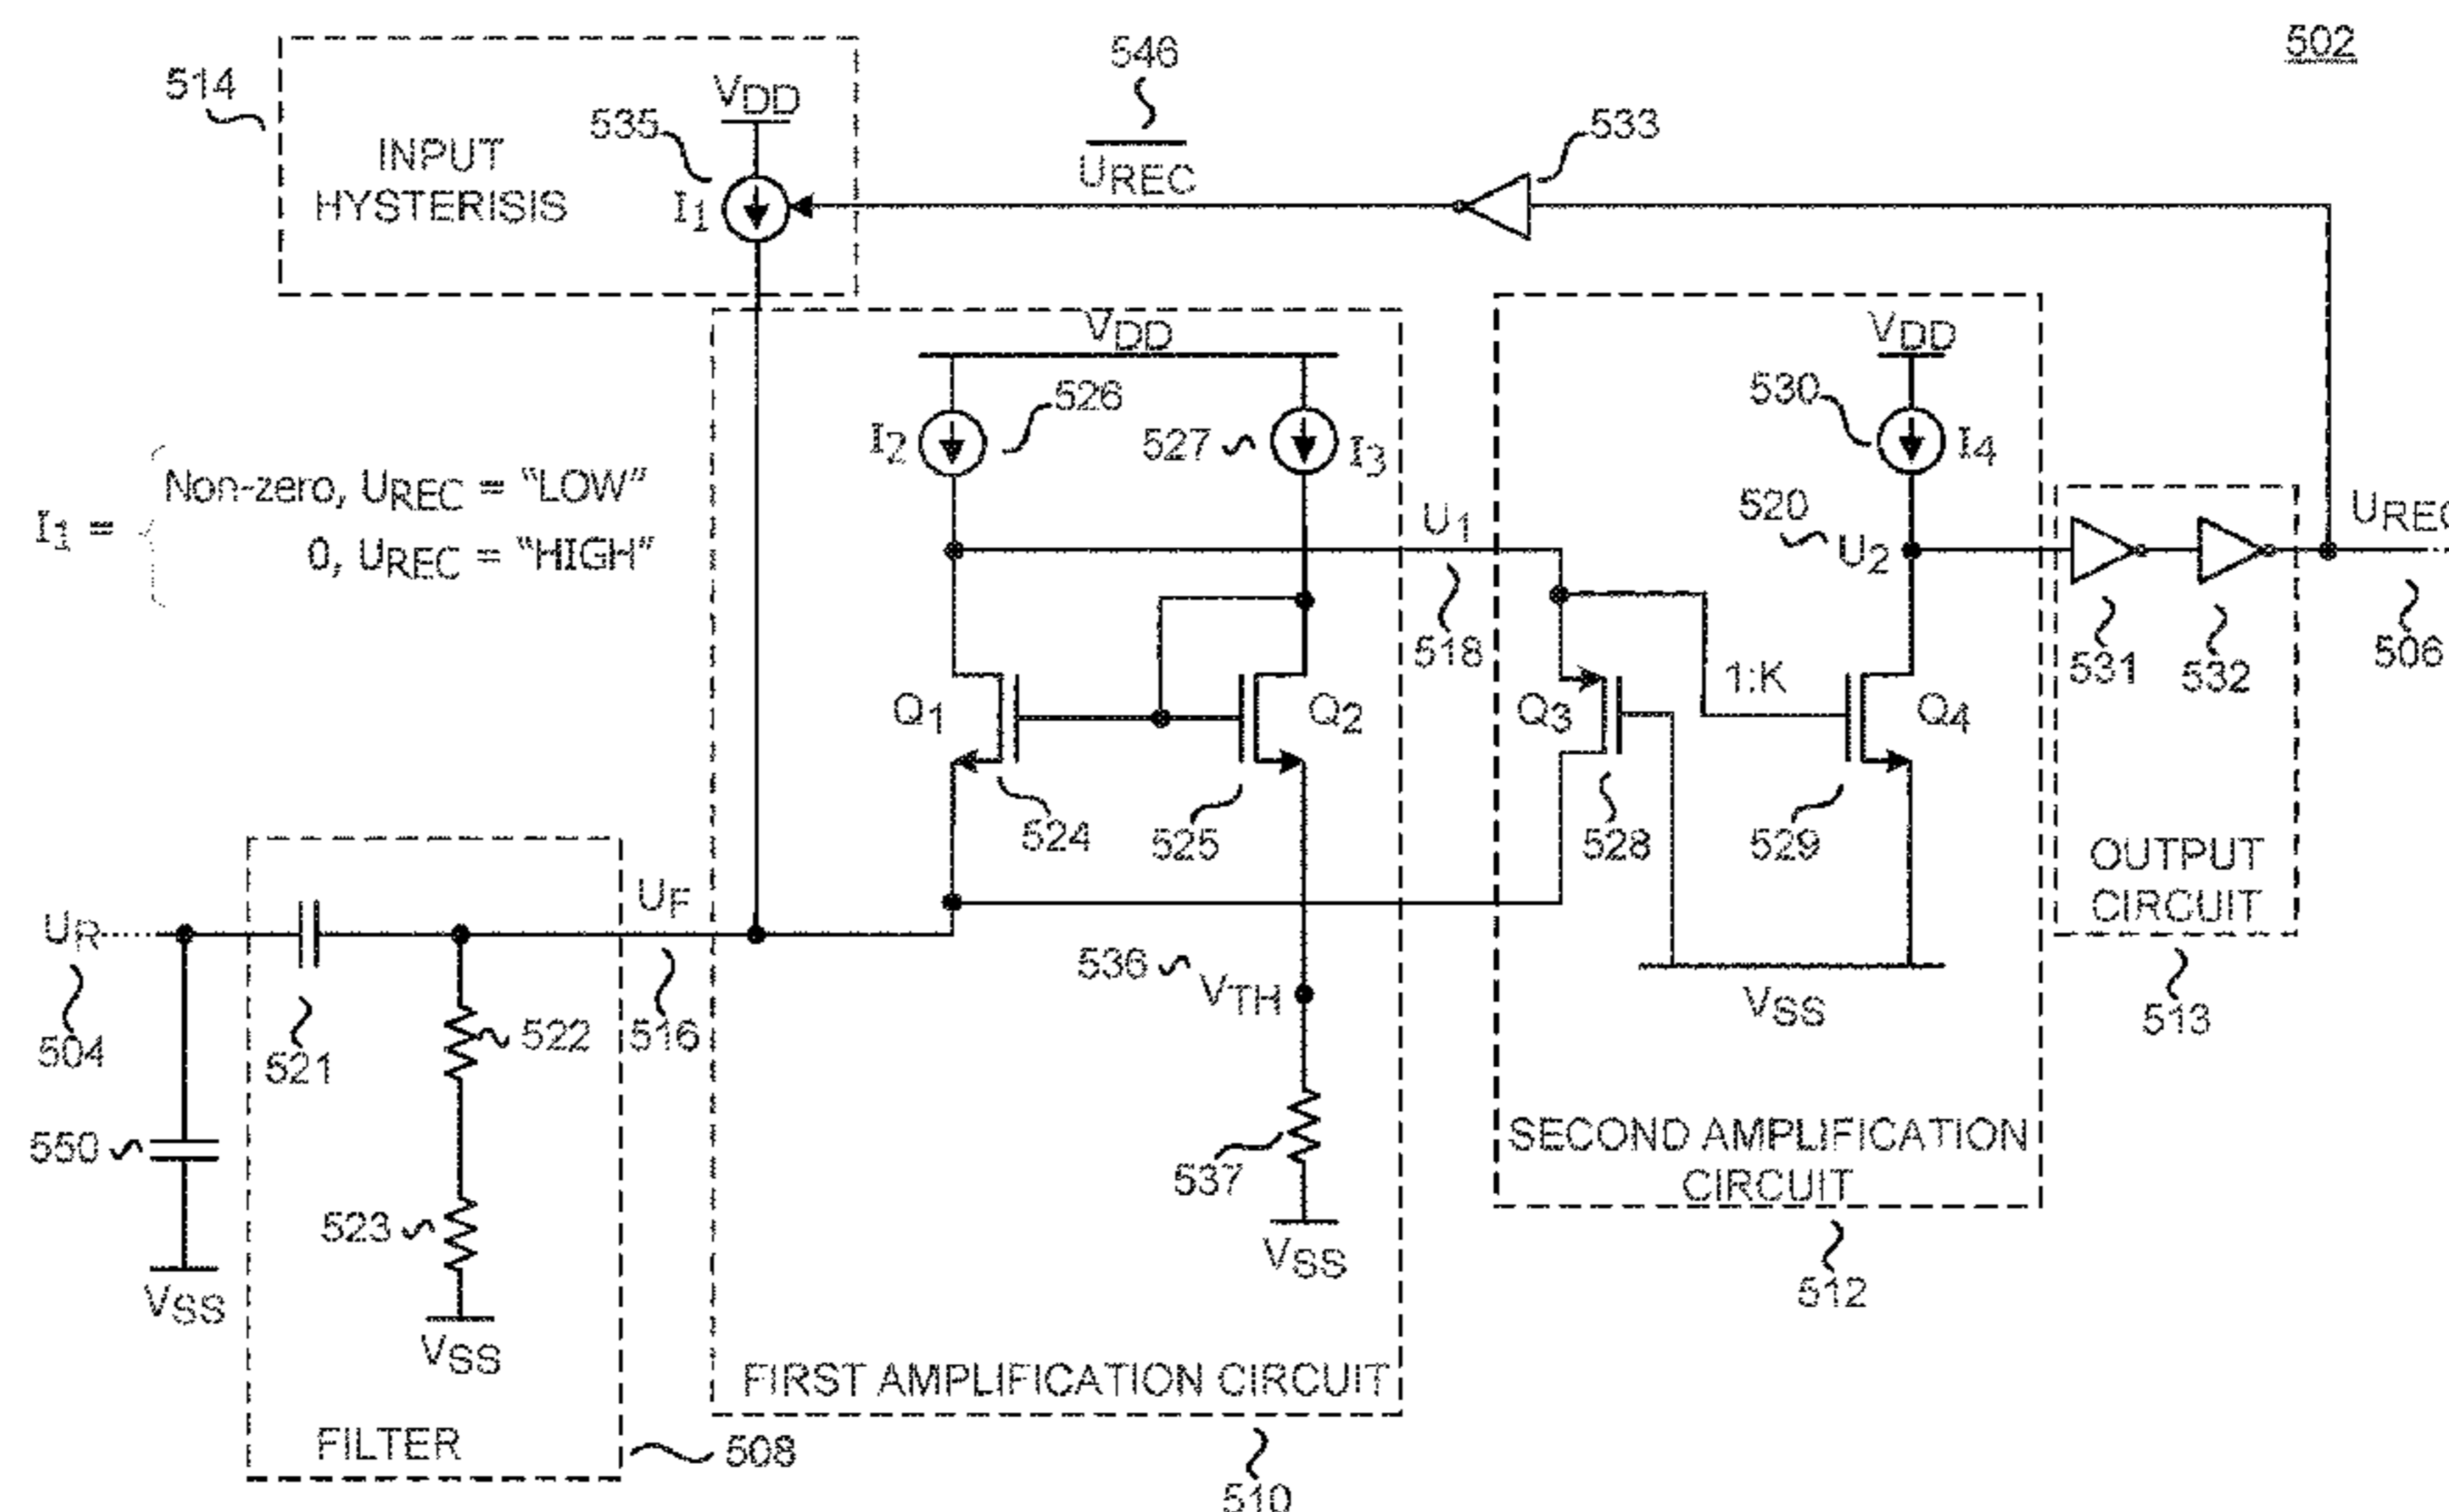 502
514
INPUT
HYSTERISIS
535
VDD
I1
546
UREC
533
I1 =
Non-zero, UREC = "LOW"
0, UREC = "HIGH"
VDD
I2
526
527
I3
U1
518
Q1
Q2
524
525
536
VTH
537
VSS
FIRST AMPLIFICATION CIRCUIT
510
VDD
530
I4
520
U2
1:K
Q3
Q4
528
529
VSS
SECOND AMPLIFICATION
CIRCUIT
512
531
532
OUTPUT
CIRCUIT
513
UREC
506
UR
504
550
VSS
521
522
523
VSS
UF
516
FILTER
508